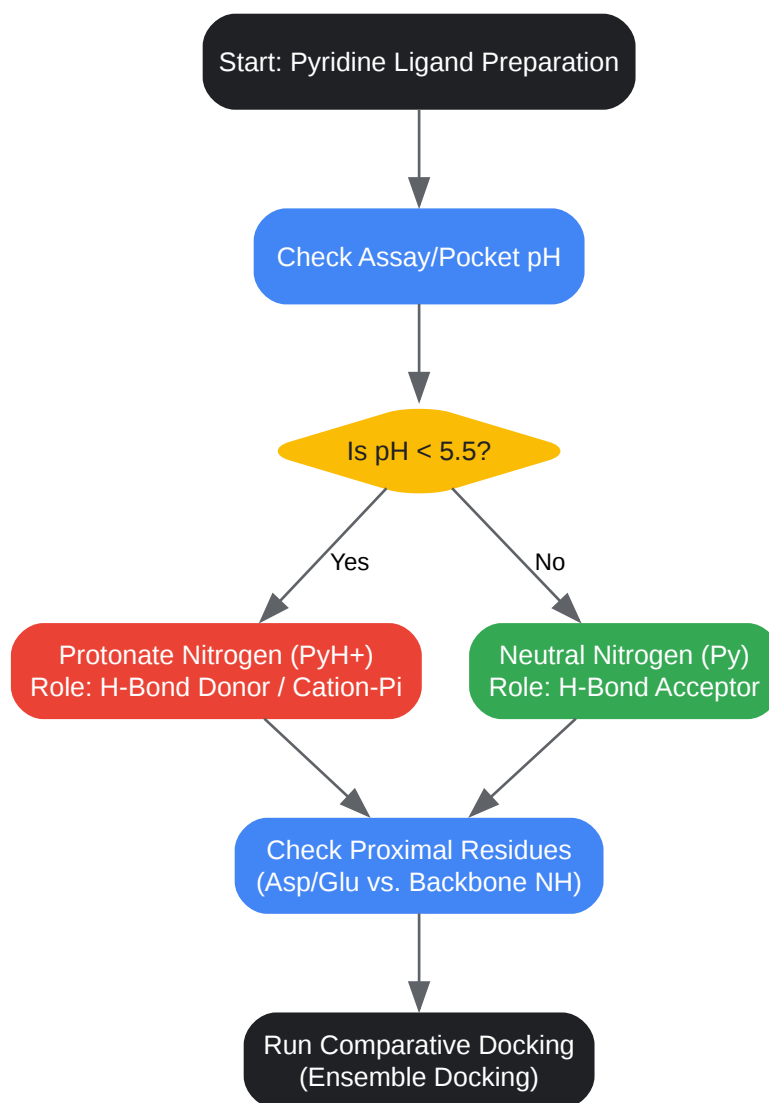 Start: Pyridine Ligand Preparation
Check Assay/Pocket pH
Is pH < 5.5?
Yes
No
Protonate Nitrogen (PyH+)
Role: H-Bond Donor / Cation-Pi
Neutral Nitrogen (Py)
Role: H-Bond Acceptor
Check Proximal Residues
(Asp/Glu vs. Backbone NH)
Run Comparative Docking
(Ensemble Docking)